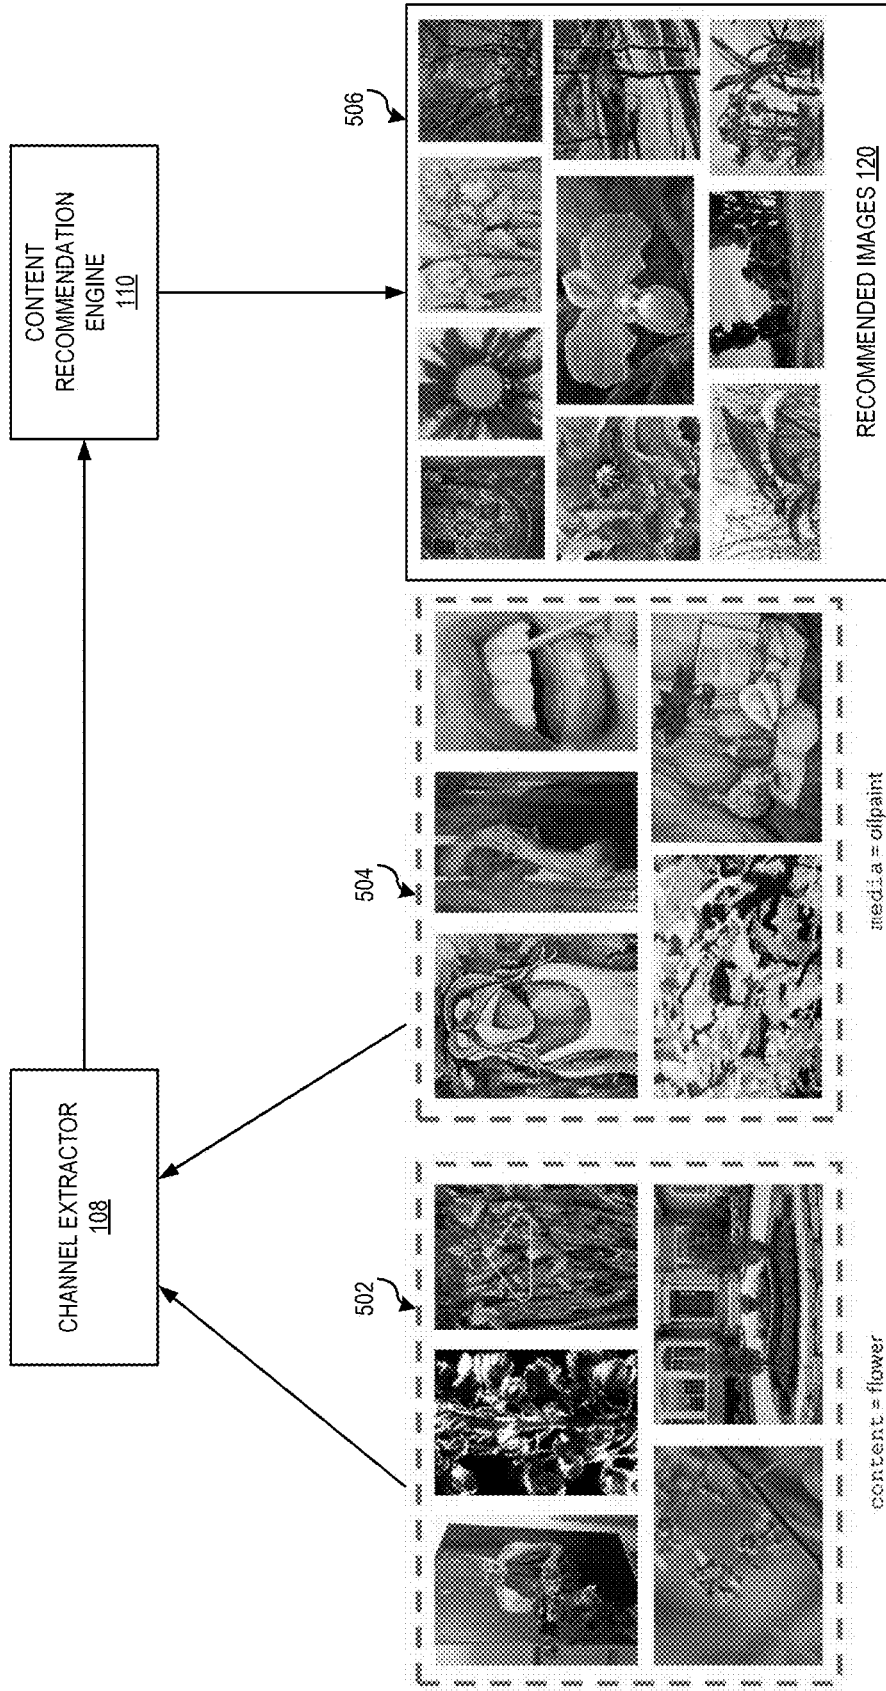 CHANNEL EXTRACTOR
108
CONTENT
RECOMMENDATION
ENGINE
110
502
504
506
content = flower
media = oilpaint
RECOMMENDED IMAGES 120